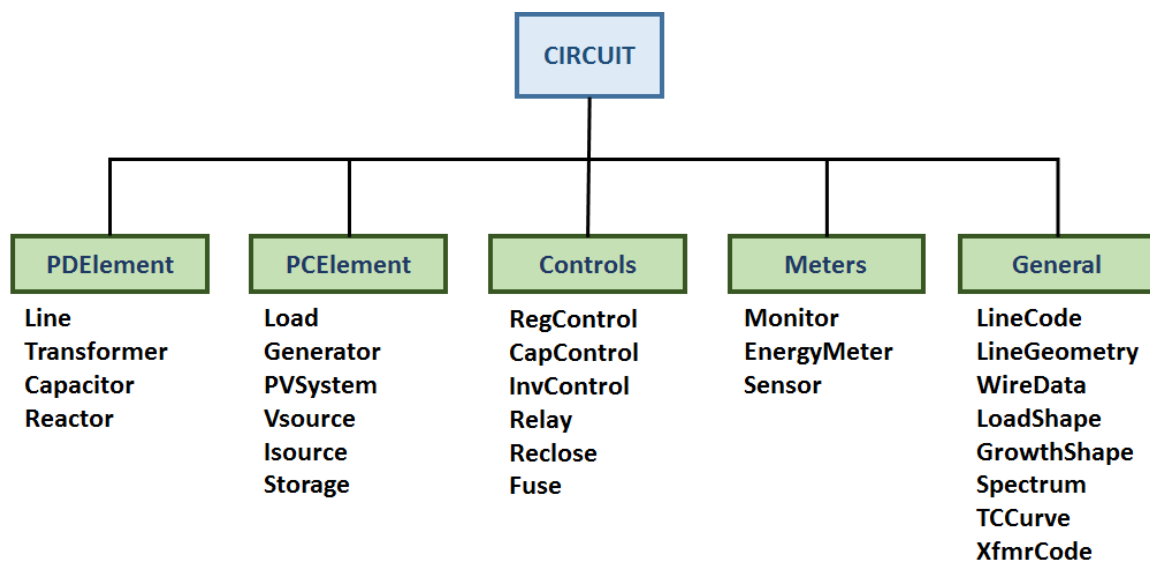 CIRCUIT
PDElement
Line
Transformer
Capacitor
Reactor
PCElement
Load
Generator
PVSystem
Vsource
Isource
Storage
Controls
RegControl
CapControl
InvControl
Relay
Reclose
Fuse
Meters
Monitor
EnergyMeter
Sensor
General
LineCode
LineGeometry
WireData
LoadShape
GrowthShape
Spectrum
TCCurve
XfmrCode